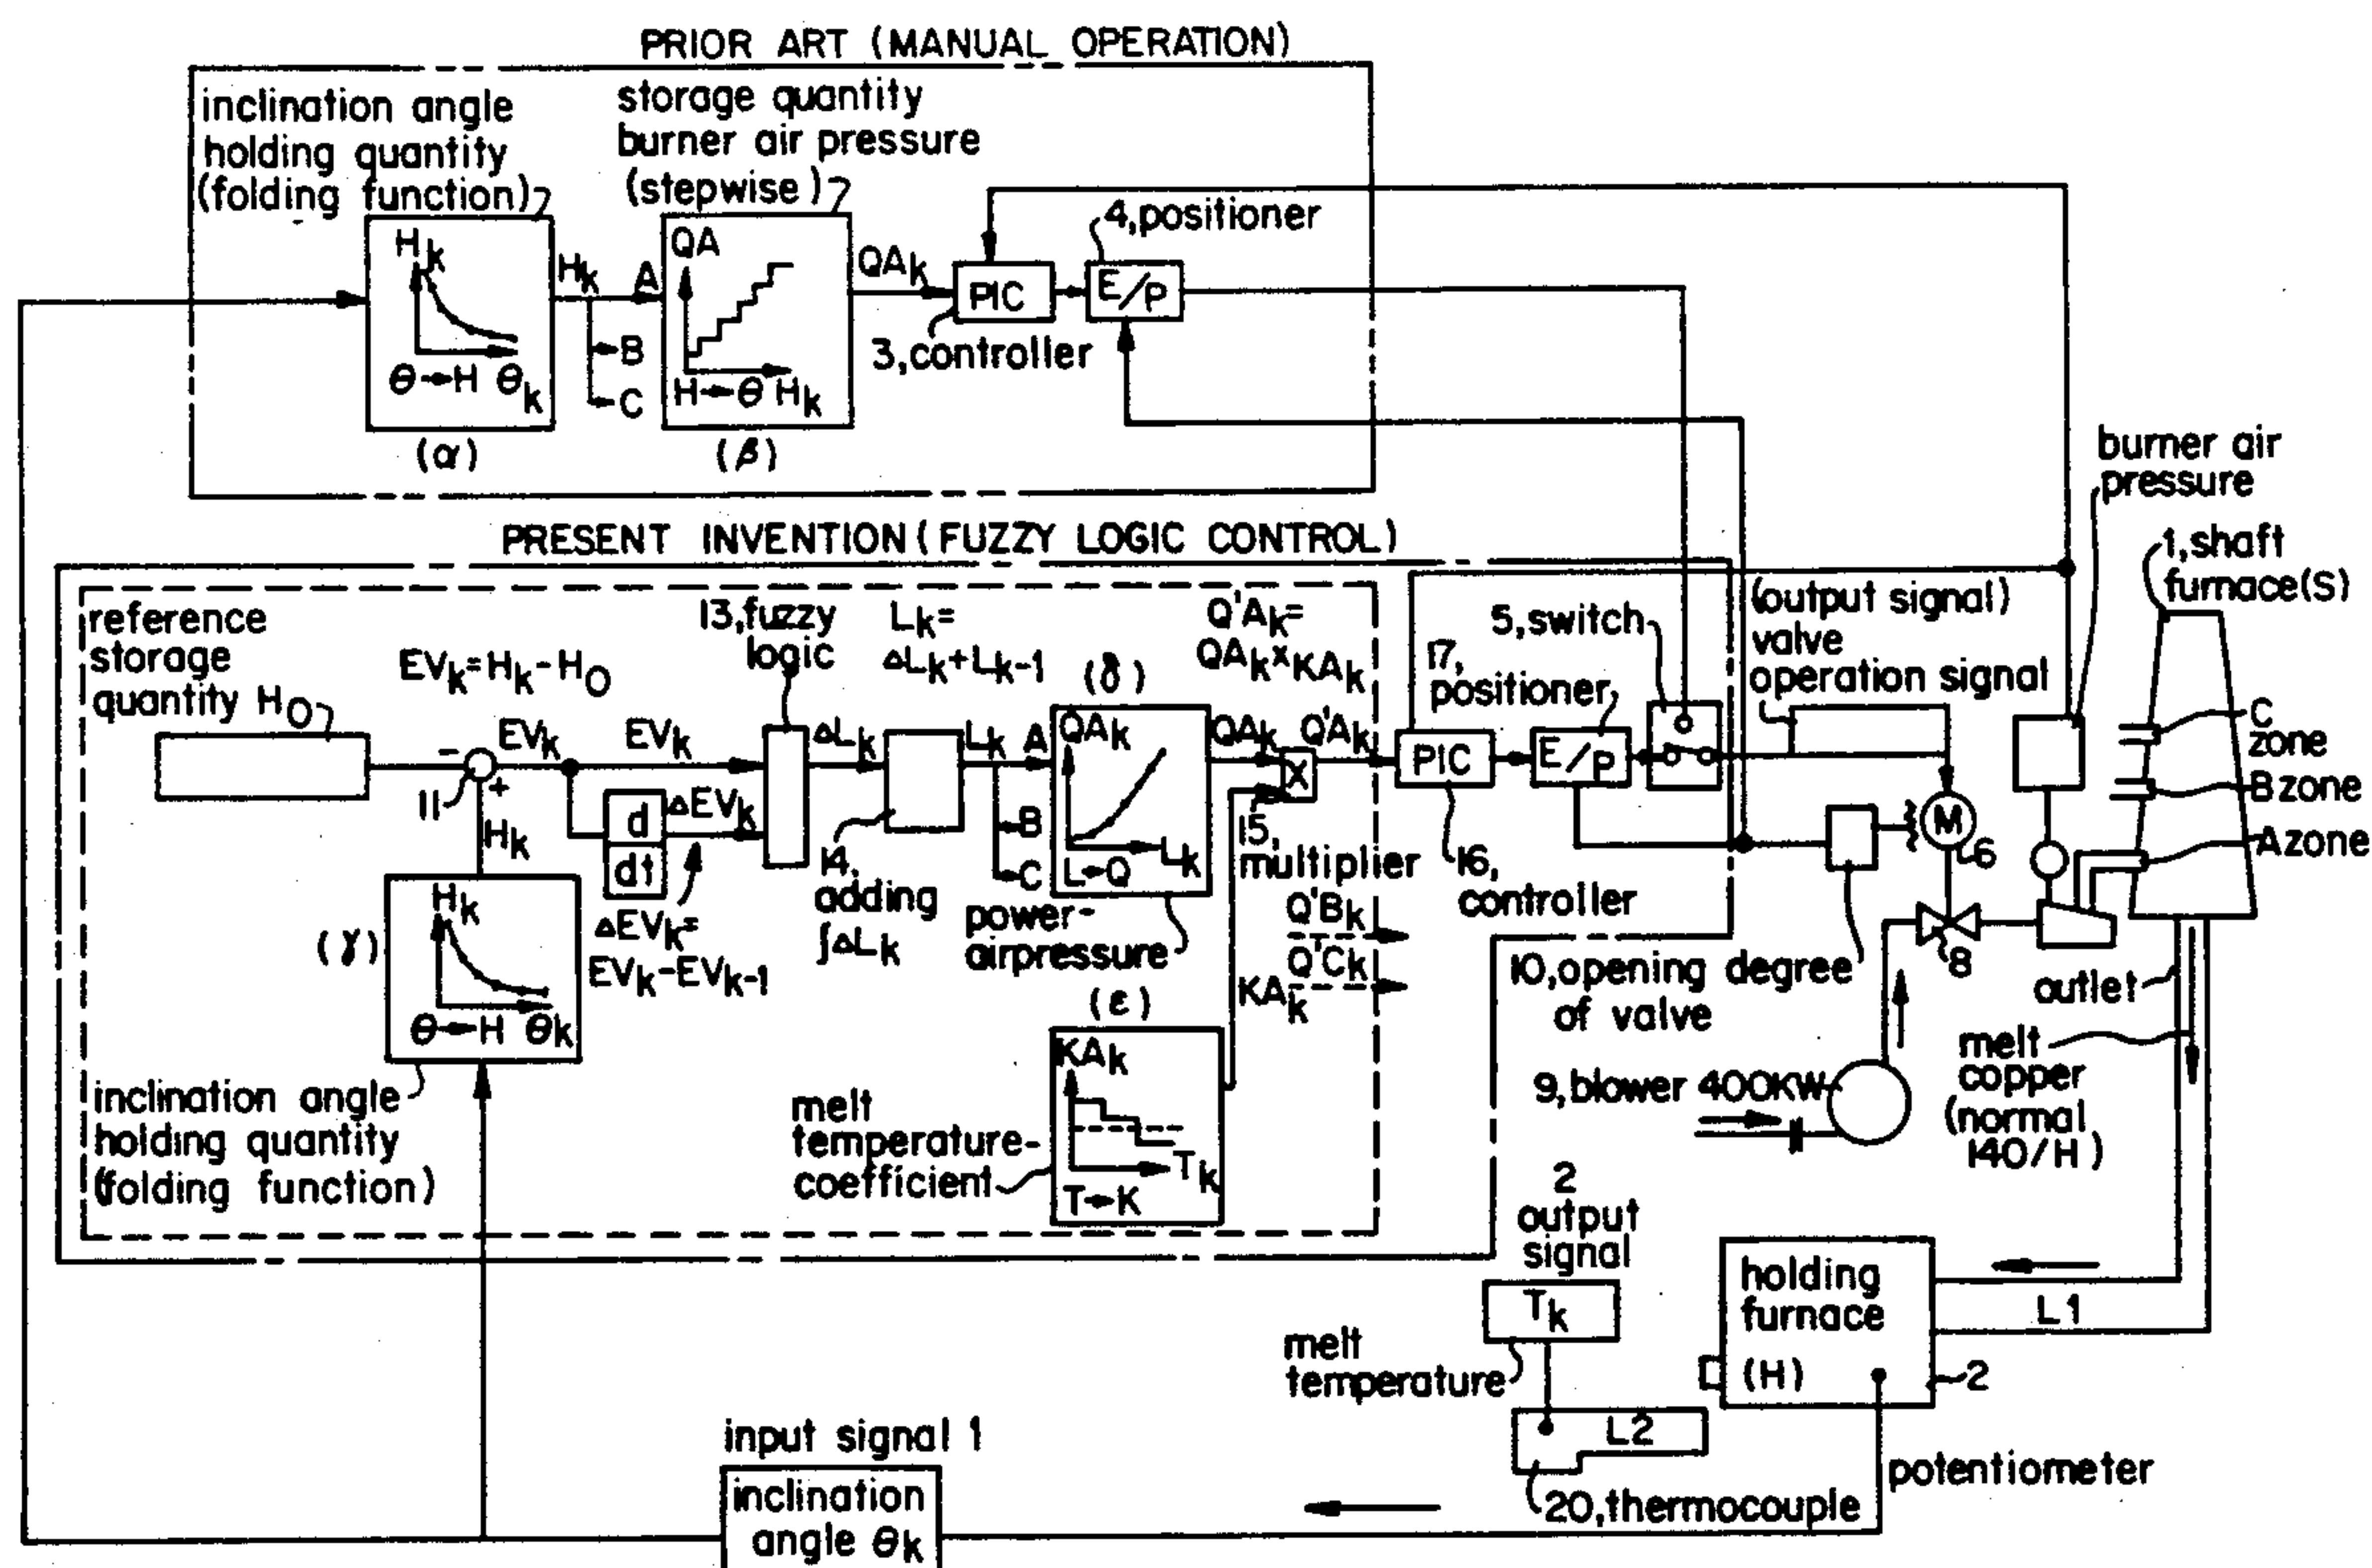 PRIOR ART (MANUAL OPERATION)
inclination angle
holding quantity
(folding function)
storage quantity
burner air pressure
(stepwise)
Hk
θ→H θk
(α)
Hk
A
B
C
QA
H→θ Hk
(β)
QAk
PIC
3,controller
4,positioner
E/P
PRESENT INVENTION (FUZZY LOGIC CONTROL)
reference
storage
quantity HO
EVk=Hk-HO
-
+
11
Hk
EVk
EVk
d
dt
ΔEVk
ΔEVk=
EVk-EVk-1
13,fuzzy
logic
ΔLk
Lk=
ΔLk+Lk-1
14,
adding
∫ΔLk
Lk
A
B
C
(δ)
QAk
Lk
L→Q
power-
airpressure
Q'Ak=
QAk×KAk
QAk
X
Q'Ak
15,
multiplier
Q'Bk
Q'Ck
KAk
(γ)
Hk
θ→H θk
inclination angle
holding quantity
(folding function)
(ε)
KAk
Tk
T→K
melt
temperature-
coefficient
17,
positioner
PIC
16,
controller
E/P
5,switch
(output signal)
valve
operation signal
M
6
8
10,opening degree
of valve
9,blower 400KW
burner air
pressure
1,shaft
furnace(S)
C
zone
B zone
A zone
outlet
melt
copper
(normal
140/H)
2
output
signal
Tk
melt
temperature
L2
20,thermocouple
holding
furnace
(H)
L1
2
potentiometer
input signal 1
inclination
angle θk